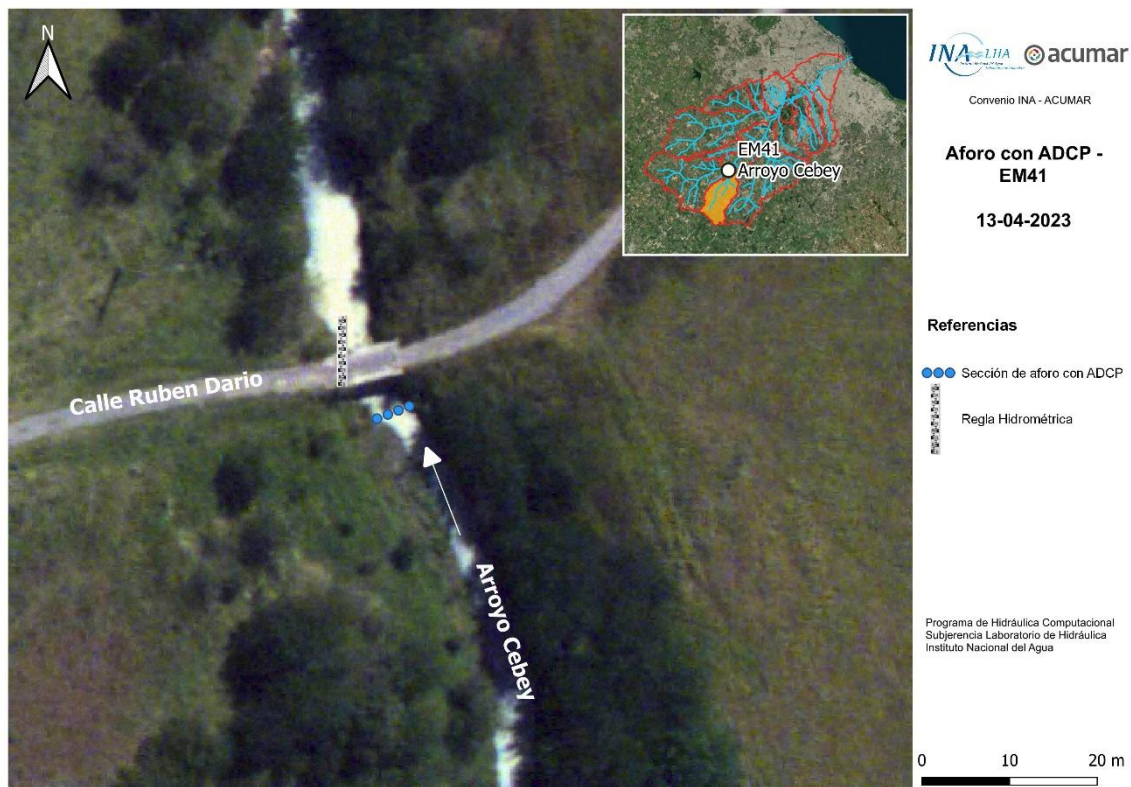 N
EM41
Arroyo Cebey
Calle Ruben Dario
Arroyo Cebey
INA LHA
acumar
Convenio INA - ACUMAR
Aforo con ADCP -
EM41
13-04-2023
Referencias
Sección de aforo con ADCP
Regla Hidrométrica
Programa de Hidráulica Computacional
Subjerencia Laboratorio de Hidráulica
Instituto Nacional del Agua
0 10 20 m